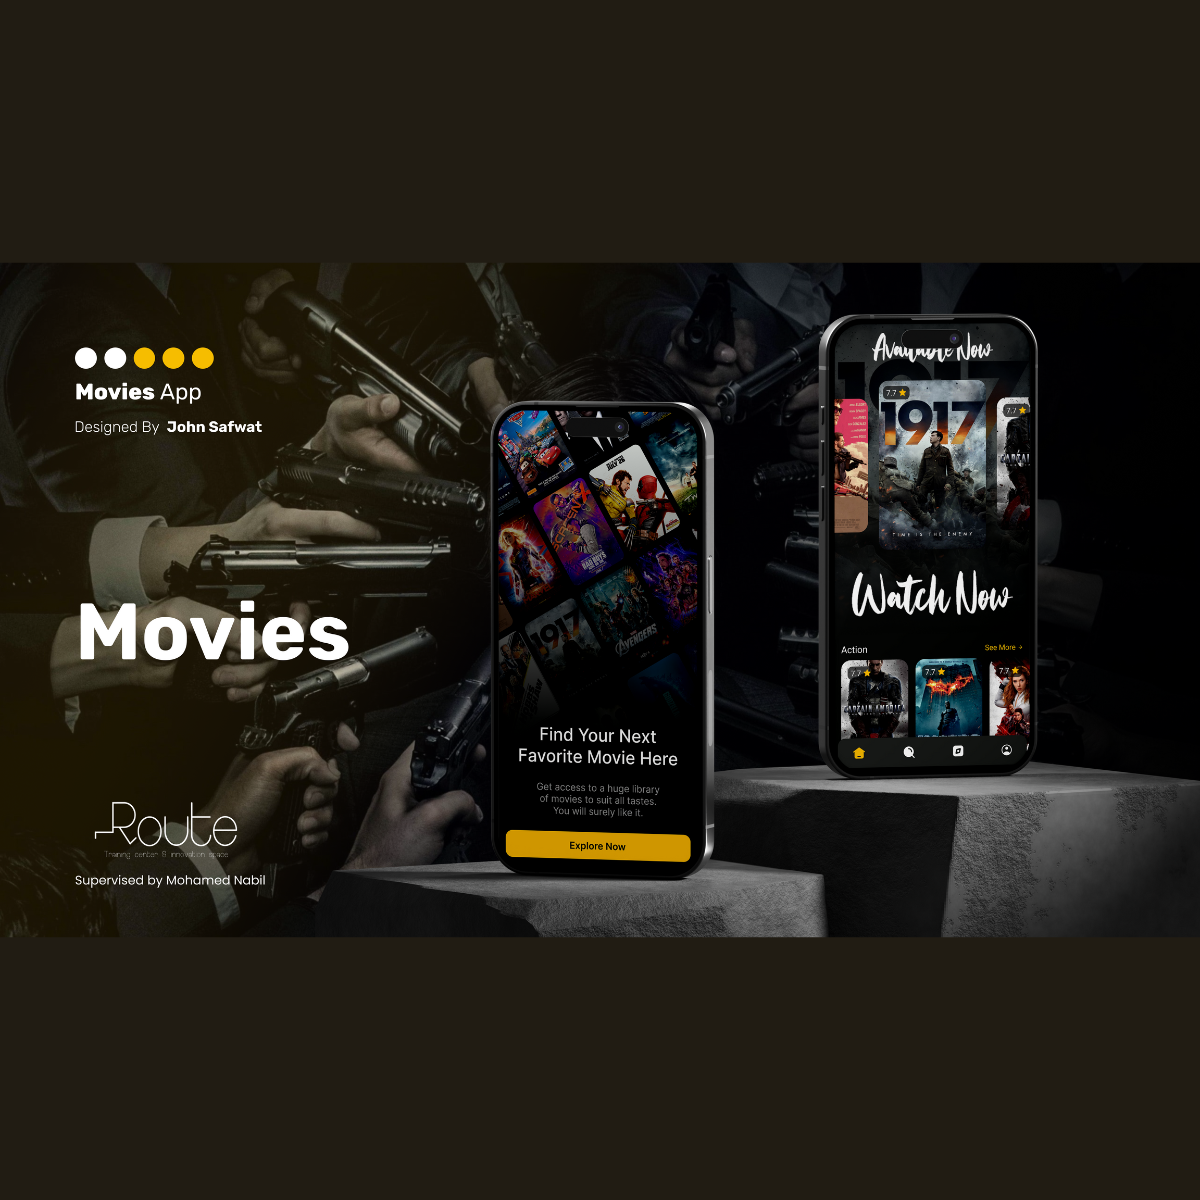 Movies App
Designed By John Safwat
Movies
Route
Training center & innovation space
Supervised by Mohamed Nabil
1917
AVENGERS
Find Your Next
Favorite Movie Here
Get access to a huge library
of movies to suit all tastes.
You will surely like it.
Explore Now
Available Now
1917
7.7
1917
7.7
TIME IS THE ENEMY
Watch Now
Action
See More
7.7
7.7
7.7
CAPTAIN AMERICA